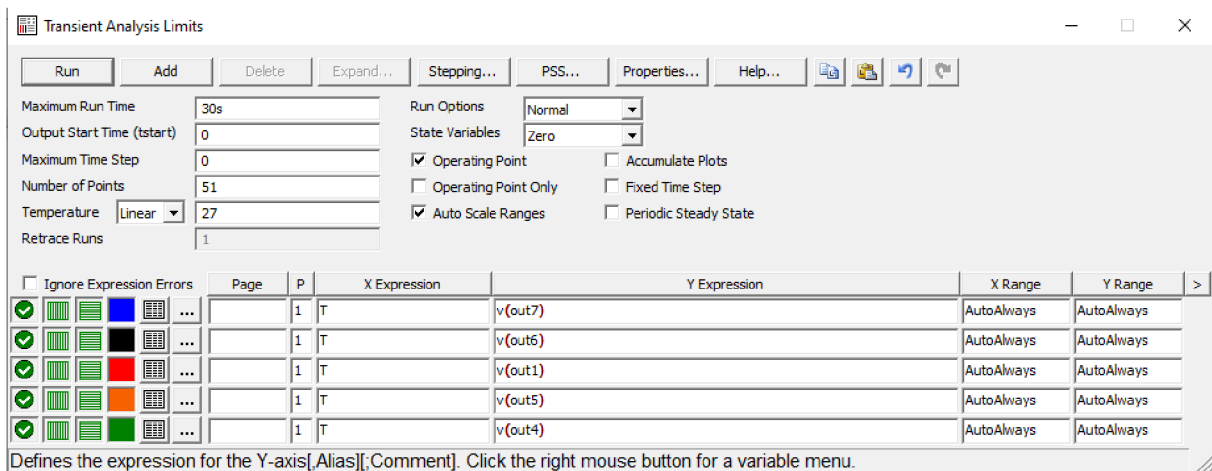 Transient Analysis Limits
Run Add Delete Expand... Stepping... PSS... Properties... Help...
Maximum Run Time 30s Run Options Normal
Output Start Time (tstart) 0 State Variables Zero
Maximum Time Step 0 Operating Point Accumulate Plots
Number of Points 51 Operating Point Only Fixed Time Step
Temperature Linear 27 Auto Scale Ranges Periodic Steady State
Retrace Runs 1
Ignore Expression Errors Page P X Expression Y Expression X Range Y Range >
... 1 T v(out7) AutoAlways AutoAlways
... 1 T v(out6) AutoAlways AutoAlways
... 1 T v(out1) AutoAlways AutoAlways
... 1 T v(out5) AutoAlways AutoAlways
... 1 T v(out4) AutoAlways AutoAlways
Defines the expression for the Y-axis[,Alias][;Comment]. Click the right mouse button for a variable menu.